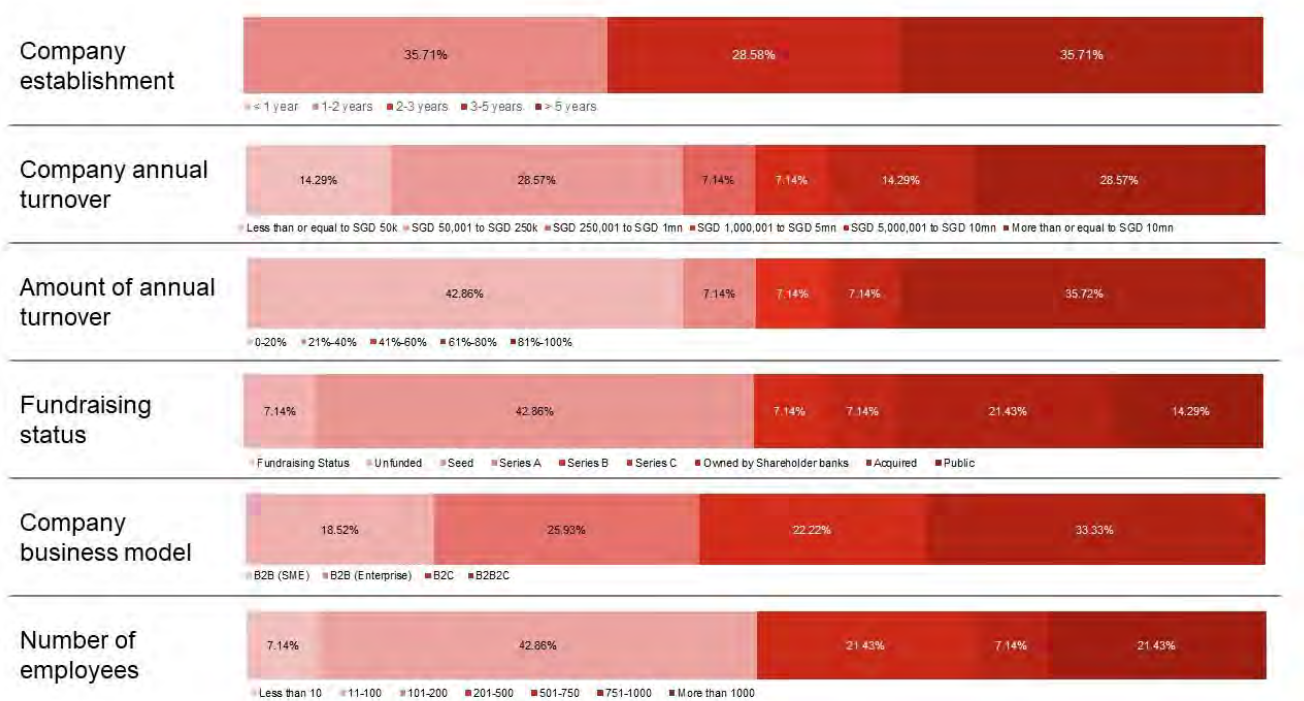 Company
establishment
35.71% 28.58% 35.71%
< 1 year 1-2 years 2-3 years 3-5 years > 5 years
Company annual
turnover
14.29% 28.57% 7.14% 7.14% 14.29% 28.57%
Less than or equal to SGD 50k SGD 50,001 to SGD 250k SGD 250,001 to SGD 1mn SGD 1,000,001 to SGD 5mn SGD 5,000,001 to SGD 10mn More than or equal to SGD 10mn
Amount of annual
turnover
42.86% 7.14% 7.14% 7.14% 35.72%
0-20% 21%-40% 41%-60% 61%-80% 81%-100%
Fundraising
status
7.14% 42.86% 7.14% 7.14% 21.43% 14.29%
Fundraising Status Unfunded Seed Series A Series B Series C Owned by Shareholder banks Acquired Public
Company
business model
18.52% 25.93% 22.22% 33.33%
B2B (SME) B2B (Enterprise) B2C B2B2C
Number of
employees
7.14% 42.86% 21.43% 7.14% 21.43%
Less than 10 11-100 101-200 201-500 501-750 751-1000 More than 1000